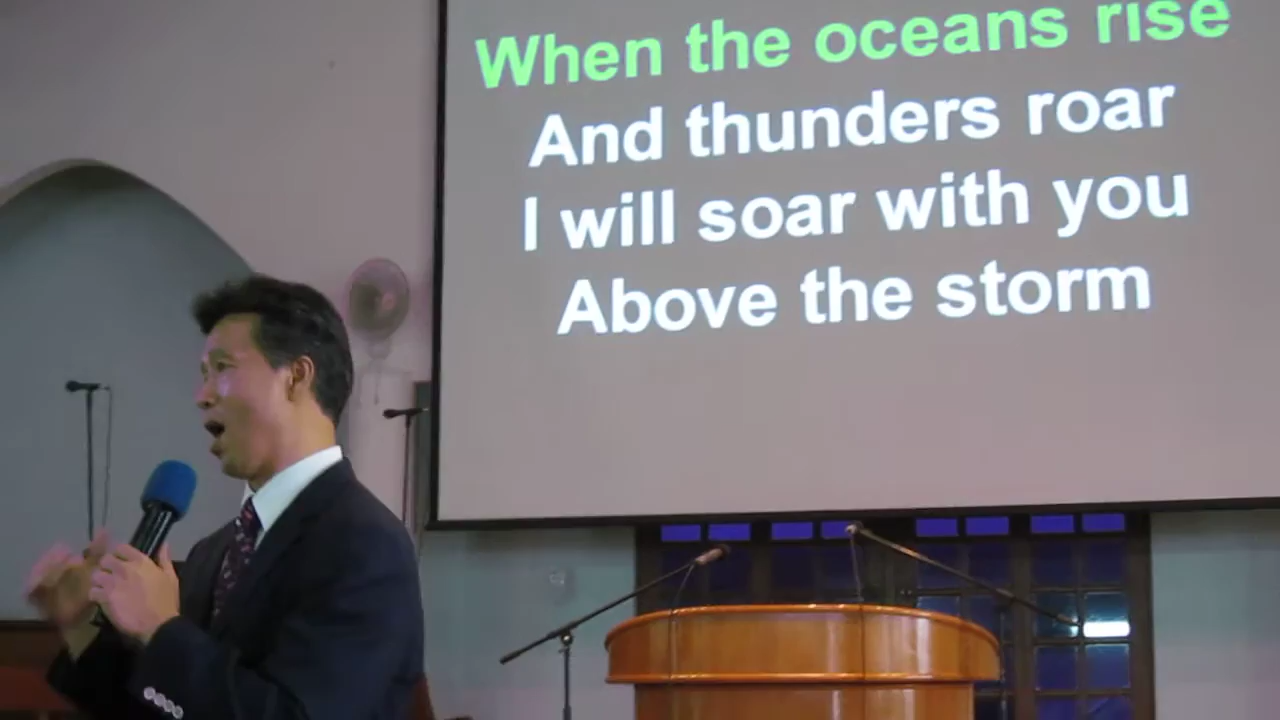 When the oceans rise
And thunders roar
I will soar with you
Above the storm